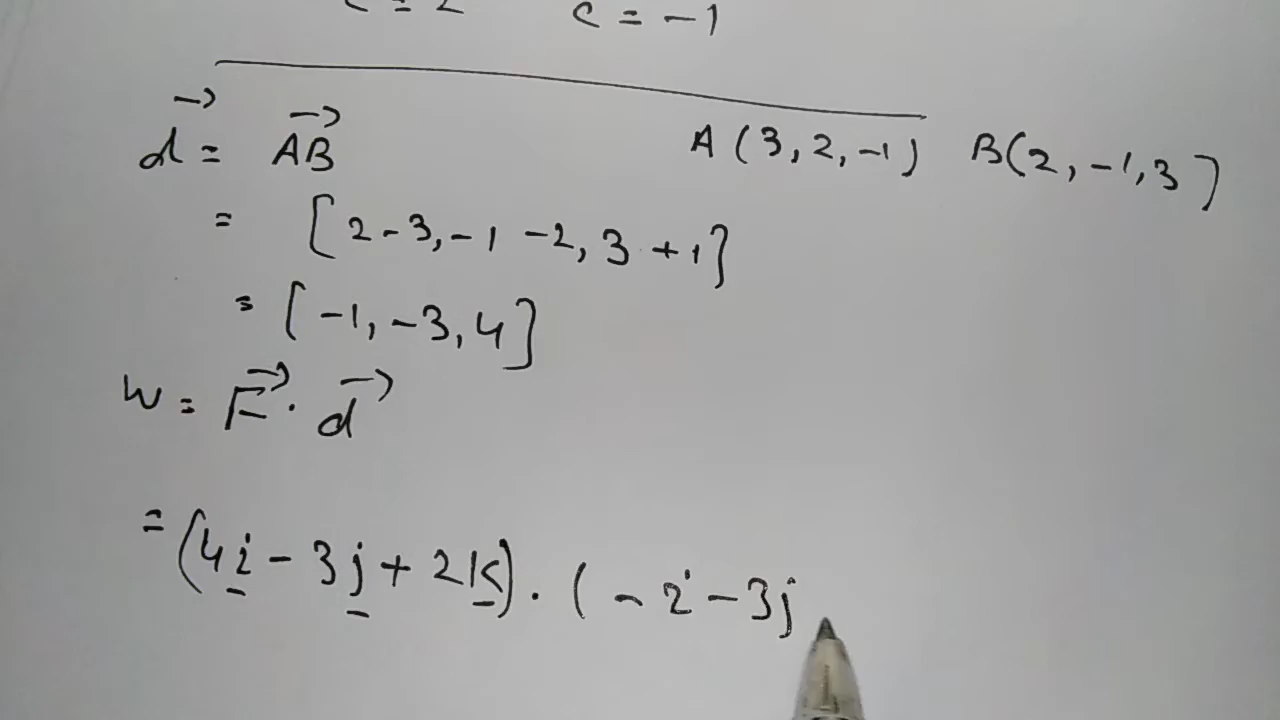 c = 2 c = -1
d⃗ = AB⃗ A(3, 2, -1) B(2, -1, 3]
= [2-3, -1 -2, 3 +1]
= [-1, -3, 4]
W = F⃗ · d⃗
= (4i - 3j + 2k) · (-i - 3j